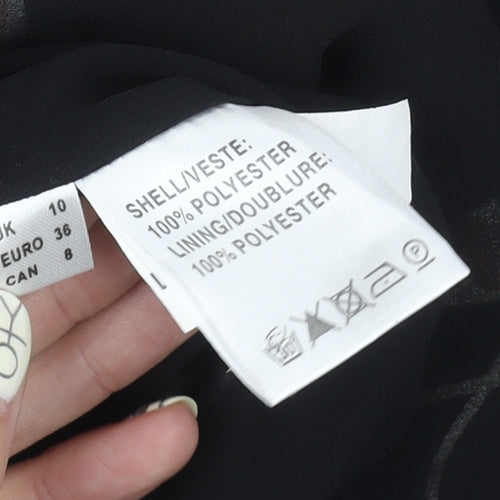 UK 10
EURO 36
CAN 8
SHELL/VESTE:
100% POLYESTER
LINING/DOUBLURE:
100% POLYESTER
P